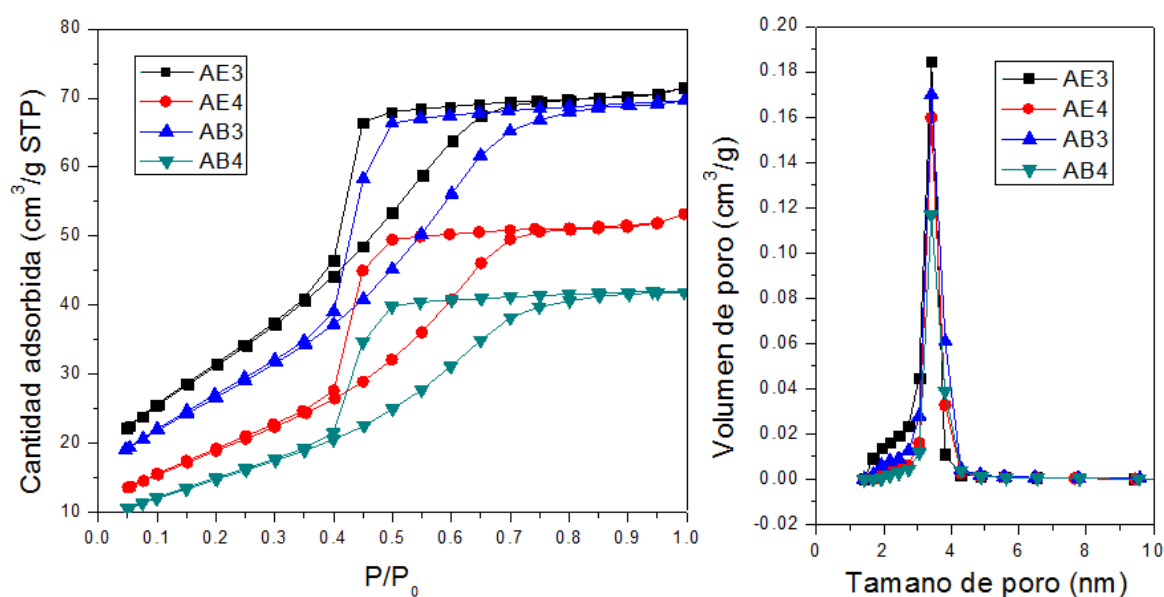 80
70
60
50
40
30
20
10
Cantidad adsorbida (cm³/g STP)
AE3
AE4
AB3
AB4
0.0 0.1 0.2 0.3 0.4 0.5 0.6 0.7 0.8 0.9 1.0
P/P₀
0.20
0.18
0.16
0.14
0.12
0.10
0.08
0.06
0.04
0.02
0.00
-0.02
Volumen de poro (cm³/g)
AE3
AE4
AB3
AB4
0 2 4 6 8 10
Tamano de poro (nm)